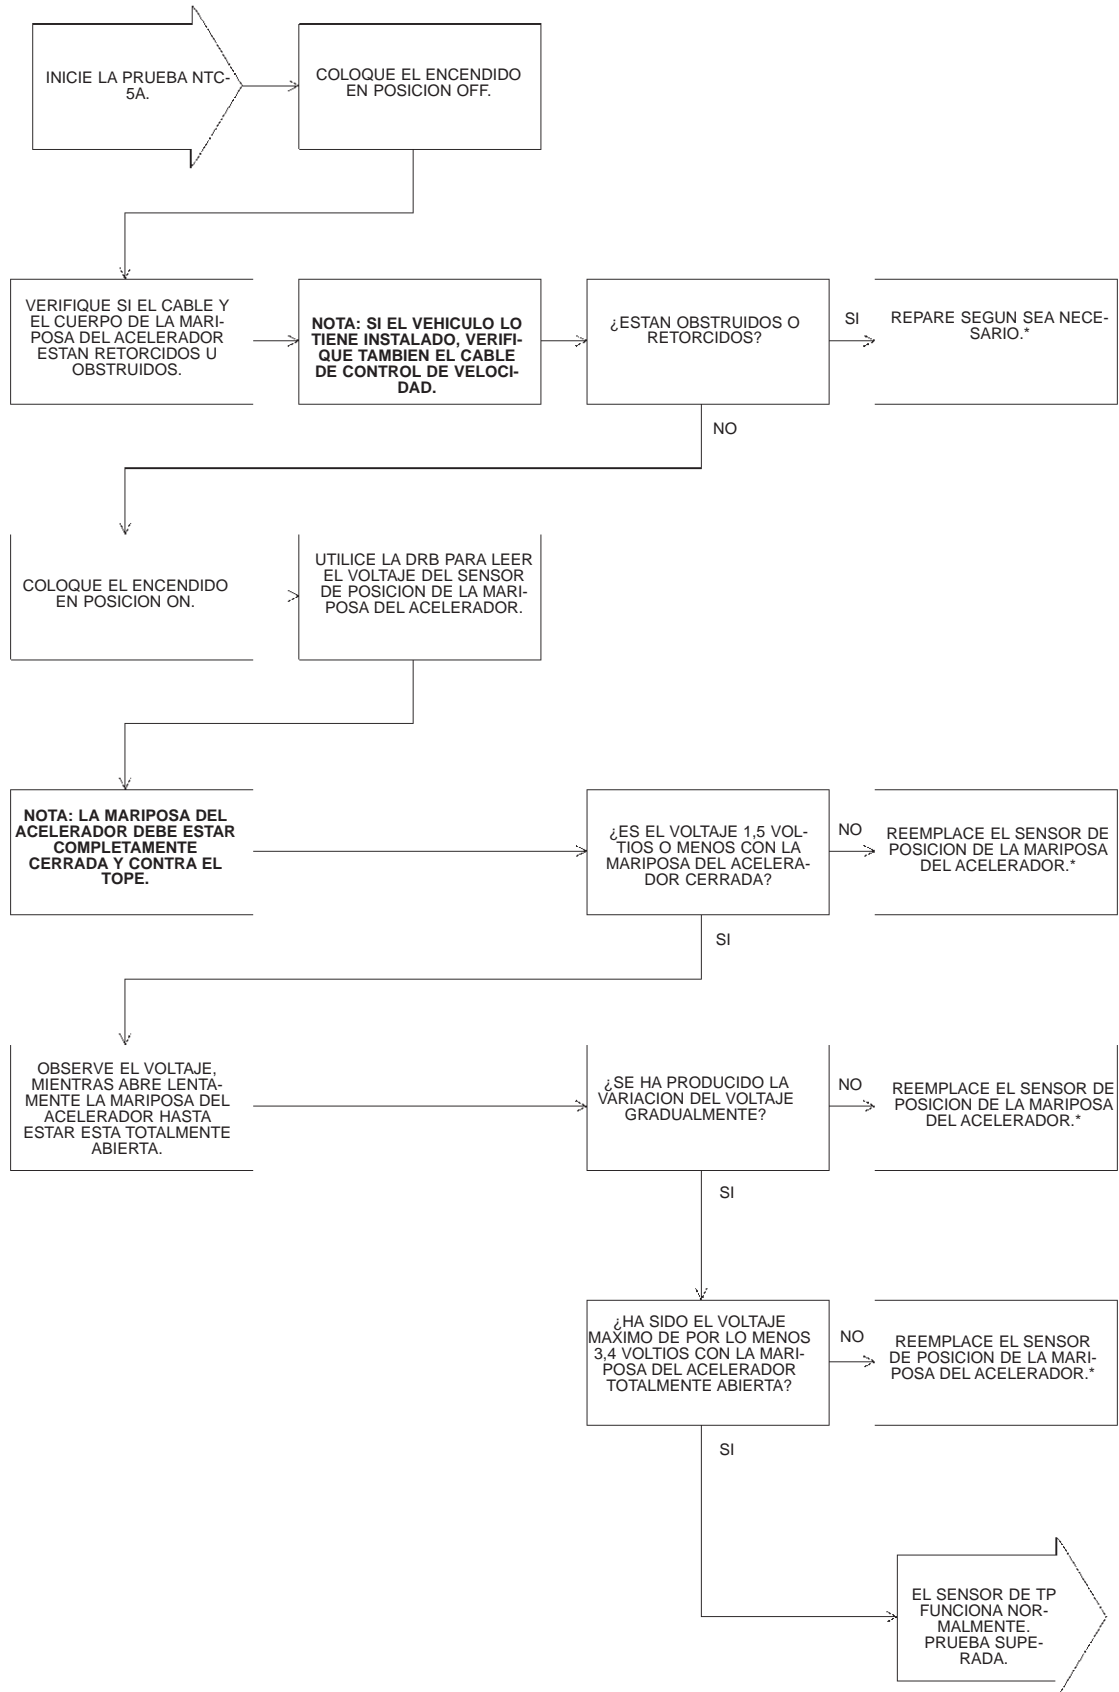 INICIE LA PRUEBA NTC-
5A.
COLOQUE EL ENCENDIDO
EN POSICION OFF.
VERIFIQUE SI EL CABLE Y
EL CUERPO DE LA MARI-
POSA DEL ACELERADOR
ESTAN RETORCIDOS U
OBSTRUIDOS.
NOTA: SI EL VEHICULO LO
TIENE INSTALADO, VERIFI-
QUE TAMBIEN EL CABLE
DE CONTROL DE VELOCI-
DAD.
¿ESTAN OBSTRUIDOS O
RETORCIDOS?
SI
REPARE SEGUN SEA NECE-
SARIO.*
NO
COLOQUE EL ENCENDIDO
EN POSICION ON.
UTILICE LA DRB PARA LEER
EL VOLTAJE DEL SENSOR
DE POSICION DE LA MARI-
POSA DEL ACELERADOR.
NOTA: LA MARIPOSA DEL
ACELERADOR DEBE ESTAR
COMPLETAMENTE
CERRADA Y CONTRA EL
TOPE.
¿ES EL VOLTAJE 1,5 VOL-
TIOS O MENOS CON LA
MARIPOSA DEL ACELERA-
DOR CERRADA?
NO
REEMPLACE EL SENSOR DE
POSICION DE LA MARIPOSA
DEL ACELERADOR.*
SI
OBSERVE EL VOLTAJE,
MIENTRAS ABRE LENTA-
MENTE LA MARIPOSA DEL
ACELERADOR HASTA
ESTAR ESTA TOTALMENTE
ABIERTA.
¿SE HA PRODUCIDO LA
VARIACION DEL VOLTAJE
GRADUALMENTE?
NO
REEMPLACE EL SENSOR DE
POSICION DE LA MARIPOSA
DEL ACELERADOR.*
SI
¿HA SIDO EL VOLTAJE
MAXIMO DE POR LO MENOS
3,4 VOLTIOS CON LA MARI-
POSA DEL ACELERADOR
TOTALMENTE ABIERTA?
NO
REEMPLACE EL SENSOR
DE POSICION DE LA MARI-
POSA DEL ACELERADOR.*
SI
EL SENSOR DE TP
FUNCIONA NOR-
MALMENTE.
PRUEBA SUPE-
RADA.